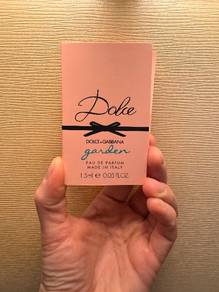 Dolce
DOLCE & GABBANA
garden
EAU DE PARFUM
MADE IN ITALY
1.5ml ℮ 0.05 FL.OZ.